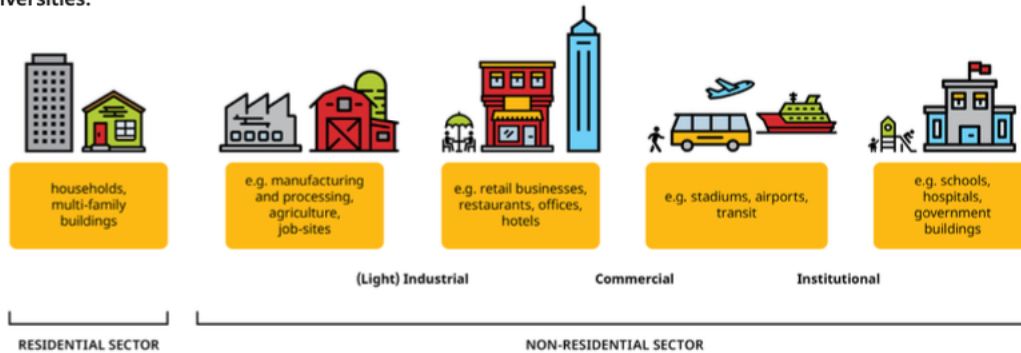 households,
multi-family
buildings
e.g. manufacturing
and processing,
agriculture,
job-sites
e.g. retail businesses,
restaurants, offices,
hotels
e.g. stadiums, airports,
transit
e.g. schools,
hospitals,
government
buildings
(Light) Industrial
Commercial
Institutional
RESIDENTIAL SECTOR
NON-RESIDENTIAL SECTOR